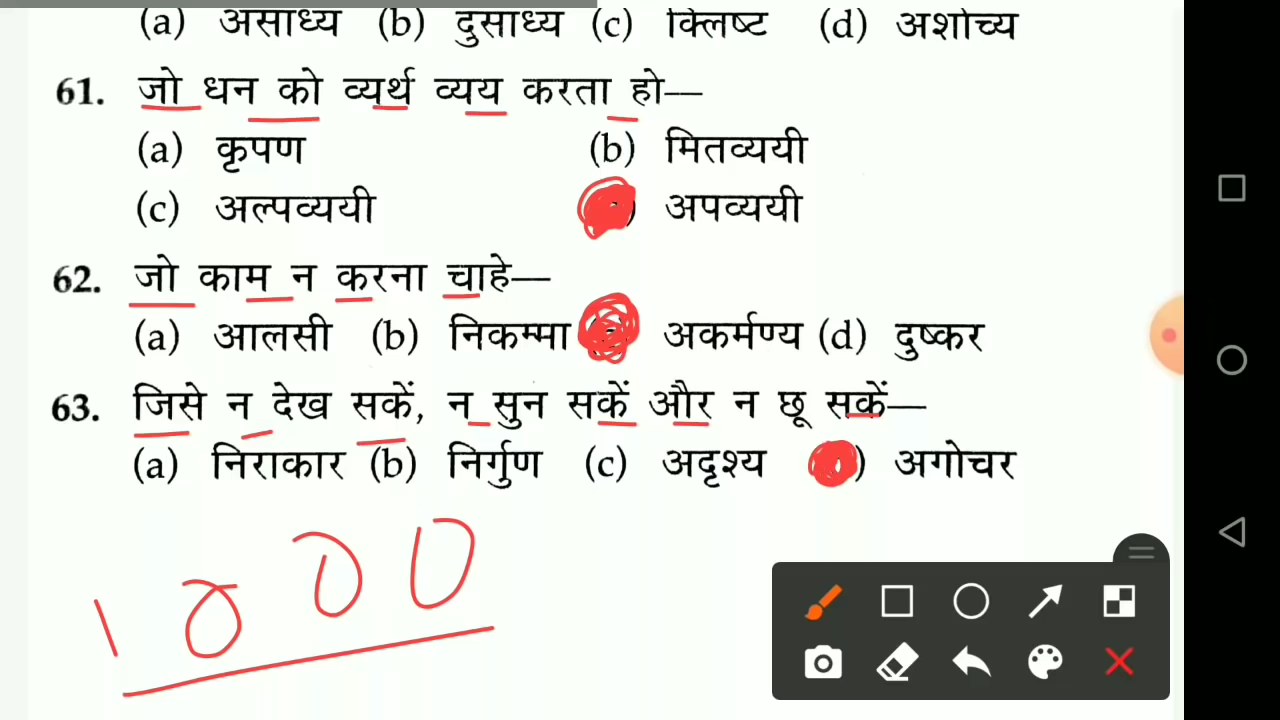 (a) असाध्य (b) दुसाध्य (c) क्लिष्ट (d) अशोच्य
61. जो धन को व्यर्थ व्यय करता हो—
(a) कृपण (b) मितव्ययी
(c) अल्पव्ययी ) अपव्ययी
62. जो काम न करना चाहे—
(a) आलसी (b) निकम्मा अकर्मण्य (d) दुष्कर
63. जिसे न देख सकें, न सुन सकें और न छू सकें—
(a) निराकार (b) निर्गुण (c) अदृश्य ) अगोचर
1000